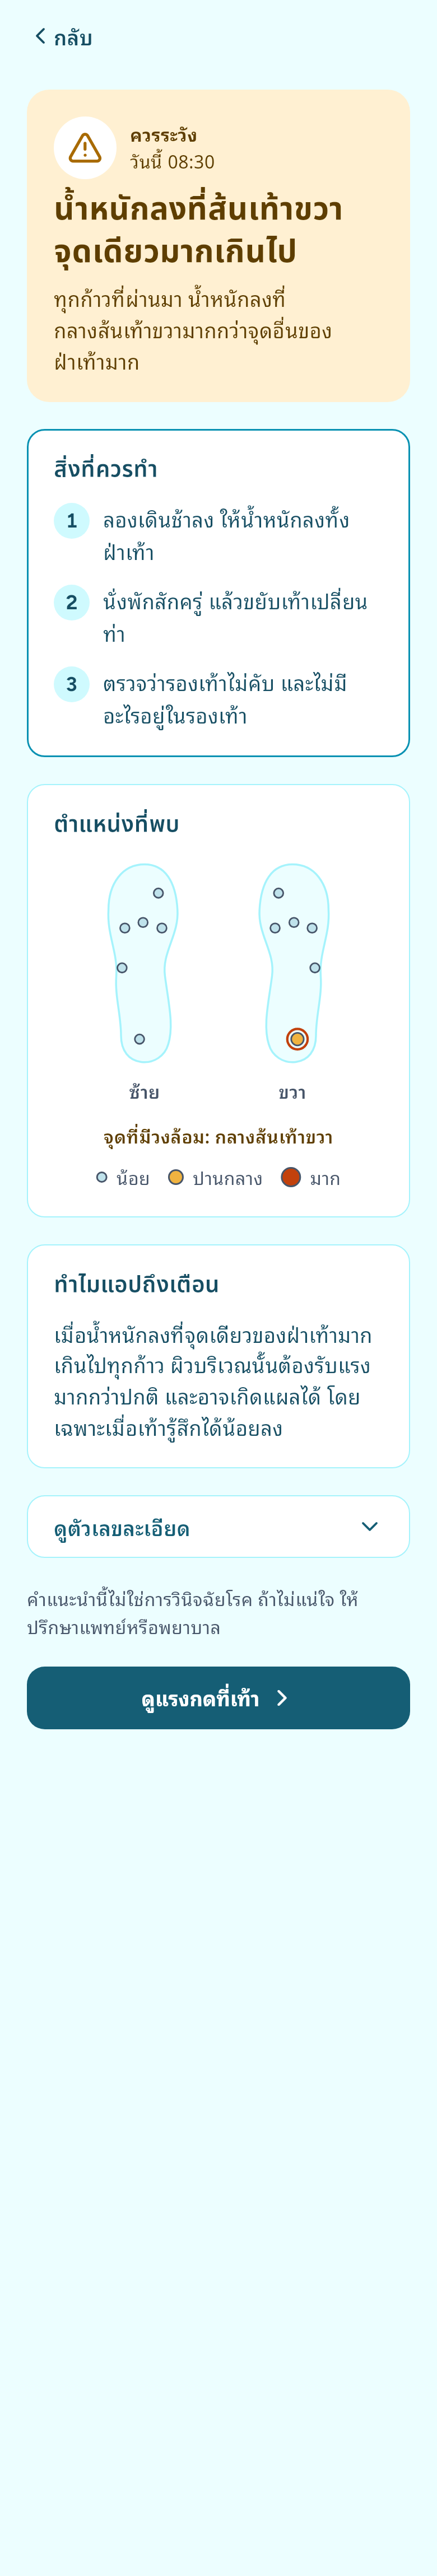 กลับ
ควรระวัง
วันนี้ 08:30
น้ำหนักลงที่ส้นเท้าขวา
จุดเดียวมากเกินไป
ทุกก้าวที่ผ่านมา น้ำหนักลงที่
กลางส้นเท้าขวามากกว่าจุดอื่นของ
ฝ่าเท้ามาก
สิ่งที่ควรทำ
1 ลองเดินช้าลง ให้น้ำหนักลงทั้ง
ฝ่าเท้า
2 นั่งพักสักครู่ แล้วขยับเท้าเปลี่ยน
ท่า
3 ตรวจว่ารองเท้าไม่คับ และไม่มี
อะไรอยู่ในรองเท้า
ตำแหน่งที่พบ
ซ้าย ขวา
จุดที่มีวงล้อม: กลางส้นเท้าขวา
น้อย ปานกลาง มาก
ทำไมแอปถึงเตือน
เมื่อน้ำหนักลงที่จุดเดียวของฝ่าเท้ามาก
เกินไปทุกก้าว ผิวบริเวณนั้นต้องรับแรง
มากกว่าปกติ และอาจเกิดแผลได้ โดย
เฉพาะเมื่อเท้ารู้สึกได้น้อยลง
ดูตัวเลขละเอียด
คำแนะนำนี้ไม่ใช่การวินิจฉัยโรค ถ้าไม่แน่ใจ ให้
ปรึกษาแพทย์หรือพยาบาล
ดูแรงกดที่เท้า